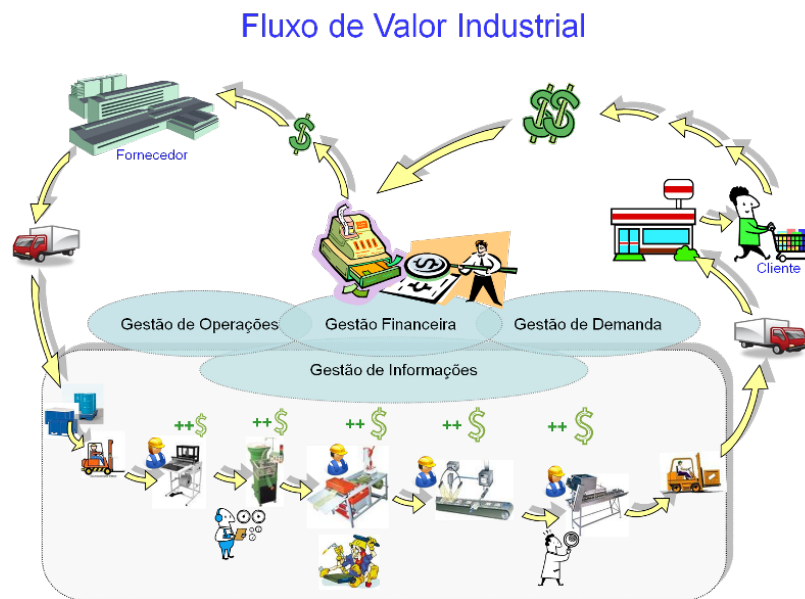 Fluxo de Valor Industrial
Fornecedor
Cliente
Gestão de Operações
Gestão Financeira
Gestão de Demanda
Gestão de Informações
++$
++$
++$
++$
++$